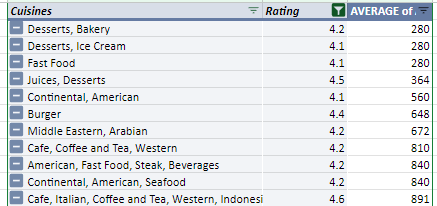 Cuisines Rating AVERAGE of
Desserts, Bakery 4.2 280
Desserts, Ice Cream 4.1 280
Fast Food 4.1 280
Juices, Desserts 4.5 364
Continental, American 4.1 560
Burger 4.4 648
Middle Eastern, Arabian 4.2 672
Cafe, Coffee and Tea, Western 4.2 810
American, Fast Food, Steak, Beverages 4.2 840
Continental, American, Seafood 4.2 840
Cafe, Italian, Coffee and Tea, Western, Indonesi 4.6 891